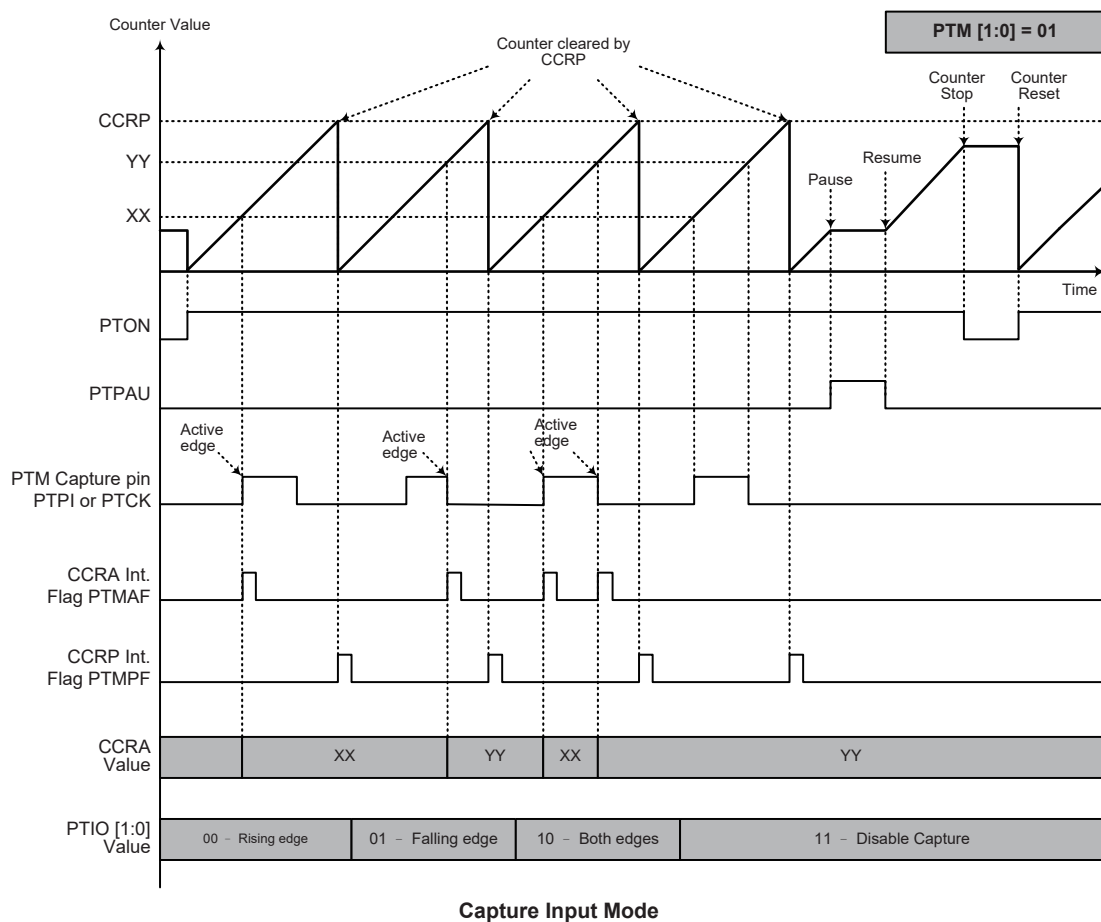 Counter Value
PTM [1:0] = 01
Counter cleared by
CCRP
Counter
Stop
Counter
Reset
CCRP
YY
Resume
Pause
XX
Time
PTON
PTPAU
Active
edge
Active
edge
Active
edge
PTM Capture pin
PTPI or PTCK
CCRA Int.
Flag PTMAF
CCRP Int.
Flag PTMPF
CCRA
Value
XX
YY
XX
YY
PTIO [1:0]
Value
00 - Rising edge
01 - Falling edge
10 - Both edges
11 - Disable Capture
Capture Input Mode